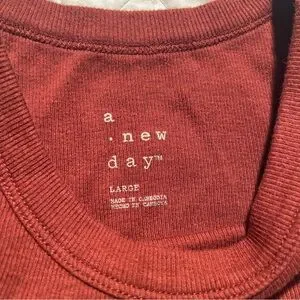 a
.new
day™
LARGE
MADE IN CAMBODIA
HECHO EN CAMBOYA